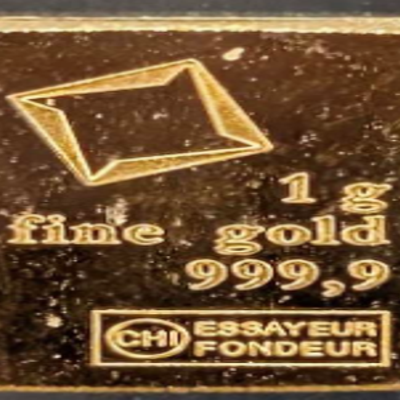 1 g
fine gold
999,9
CHI ESSAYEUR
FONDEUR